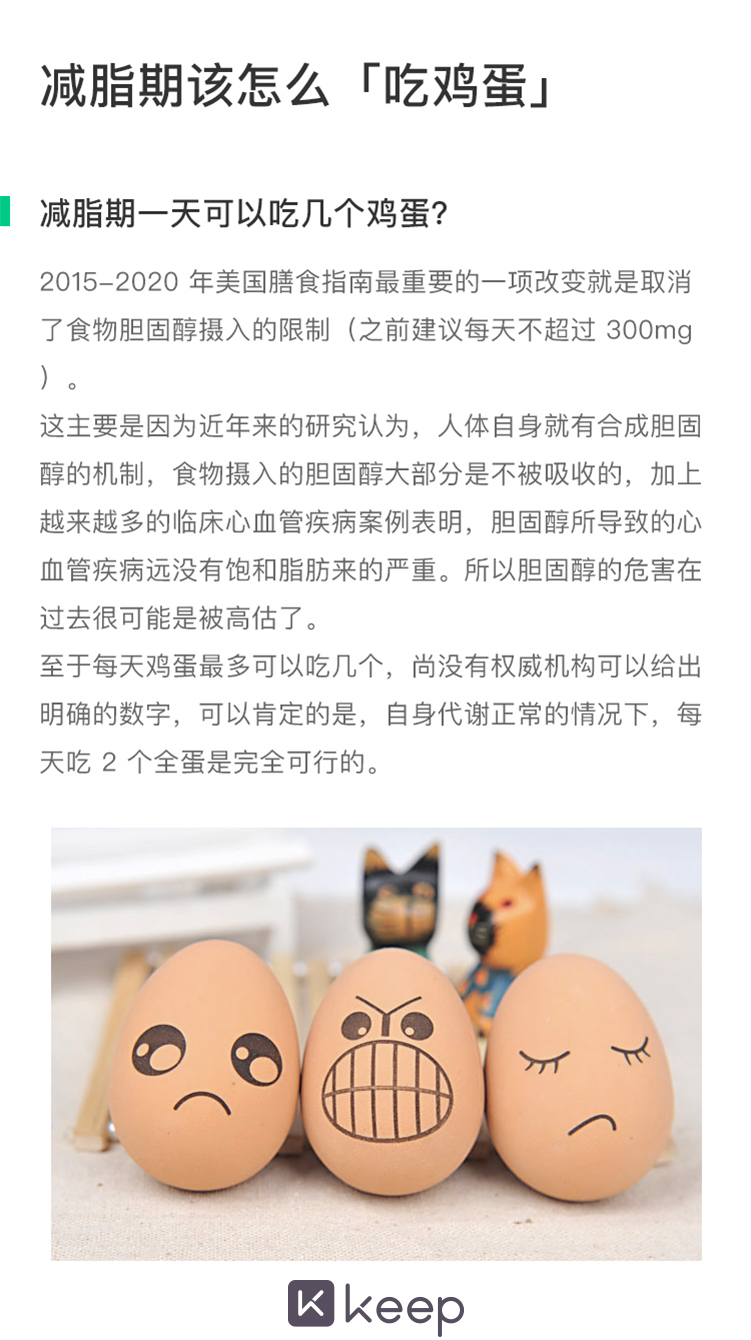 减脂期该怎么「吃鸡蛋」
减脂期一天可以吃几个鸡蛋?
2015-2020 年美国膳食指南最重要的一项改变就是取消
了食物胆固醇摄入的限制（之前建议每天不超过 300mg
）。
这主要是因为近年来的研究认为，人体自身就有合成胆固
醇的机制，食物摄入的胆固醇大部分是不被吸收的，加上
越来越多的临床心血管疾病案例表明，胆固醇所导致的心
血管疾病远没有饱和脂肪来的严重。所以胆固醇的危害在
过去很可能是被高估了。
至于每天鸡蛋最多可以吃几个，尚没有权威机构可以给出
明确的数字，可以肯定的是，自身代谢正常的情况下，每
天吃 2 个全蛋是完全可行的。
keep